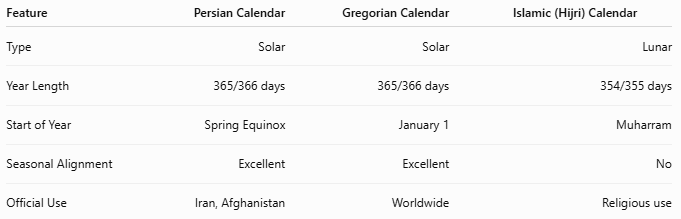 Feature Persian Calendar Gregorian Calendar Islamic (Hijri) Calendar
Type Solar Solar Lunar
Year Length 365/366 days 365/366 days 354/355 days
Start of Year Spring Equinox January 1 Muharram
Seasonal Alignment Excellent Excellent No
Official Use Iran, Afghanistan Worldwide Religious use